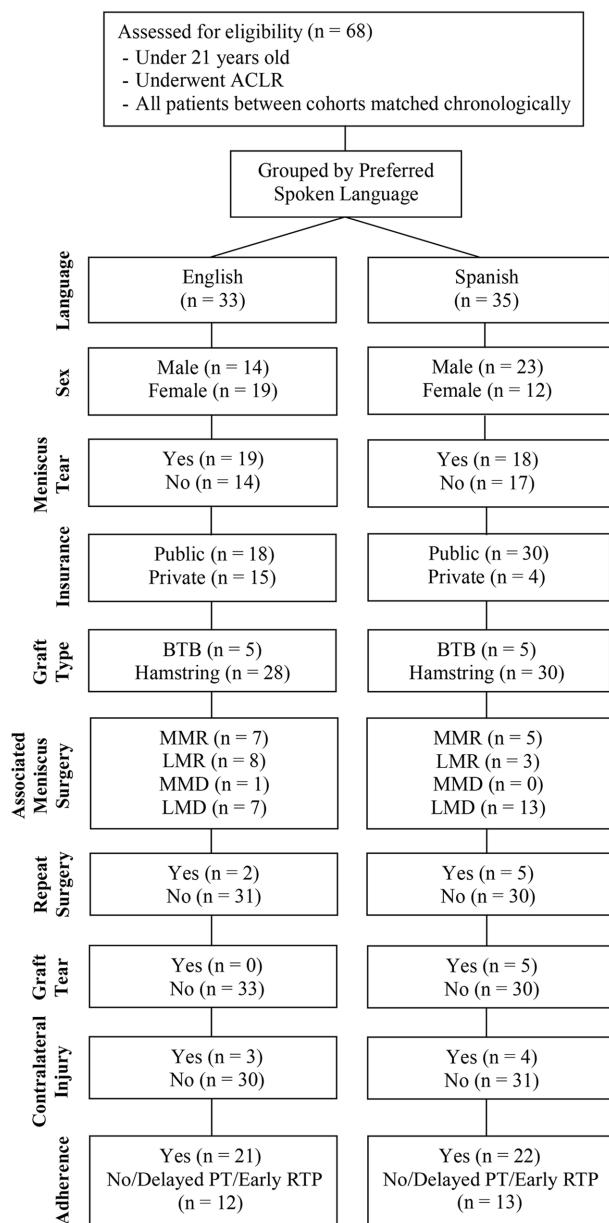 Assessed for eligibility (n = 68)
- Under 21 years old
- Underwent ACLR
- All patients between cohorts matched chronologically
Grouped by Preferred
Spoken Language
Language
English
(n = 33)
Spanish
(n = 35)
Sex
Male (n = 14)
Female (n = 19)
Male (n = 23)
Female (n = 12)
Meniscus
Tear
Yes (n = 19)
No (n = 14)
Yes (n = 18)
No (n = 17)
Insurance
Public (n = 18)
Private (n = 15)
Public (n = 30)
Private (n = 4)
Graft
Type
BTB (n = 5)
Hamstring (n = 28)
BTB (n = 5)
Hamstring (n = 30)
Associated
Meniscus
Surgery
MMR (n = 7)
LMR (n = 8)
MMD (n = 1)
LMD (n = 7)
MMR (n = 5)
LMR (n = 3)
MMD (n = 0)
LMD (n = 13)
Repeat
Surgery
Yes (n = 2)
No (n = 31)
Yes (n = 5)
No (n = 30)
Graft
Tear
Yes (n = 0)
No (n = 33)
Yes (n = 5)
No (n = 30)
Contralateral
Injury
Yes (n = 3)
No (n = 30)
Yes (n = 4)
No (n = 31)
Adherence
Yes (n = 21)
No/Delayed PT/Early RTP
(n = 12)
Yes (n = 22)
No/Delayed PT/Early RTP
(n = 13)